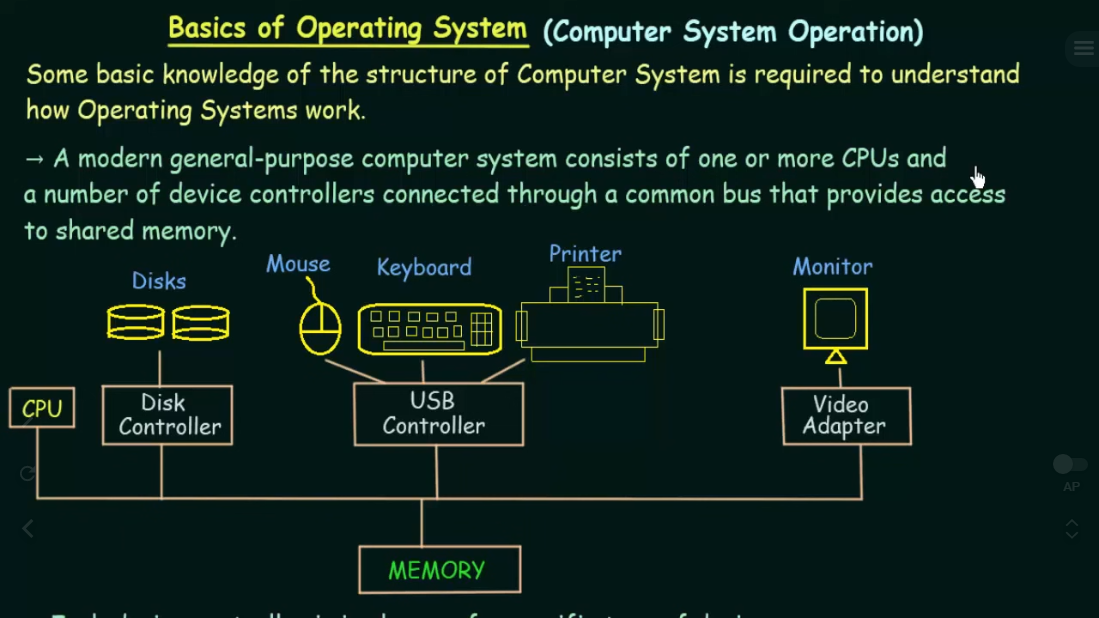 Basics of Operating System (Computer System Operation)
Some basic knowledge of the structure of Computer System is required to understand
how Operating Systems work.
→ A modern general-purpose computer system consists of one or more CPUs and
a number of device controllers connected through a common bus that provides access
to shared memory.
Disks
Mouse
Keyboard
Printer
Monitor
CPU
Disk
Controller
USB
Controller
Video
Adapter
AP
MEMORY